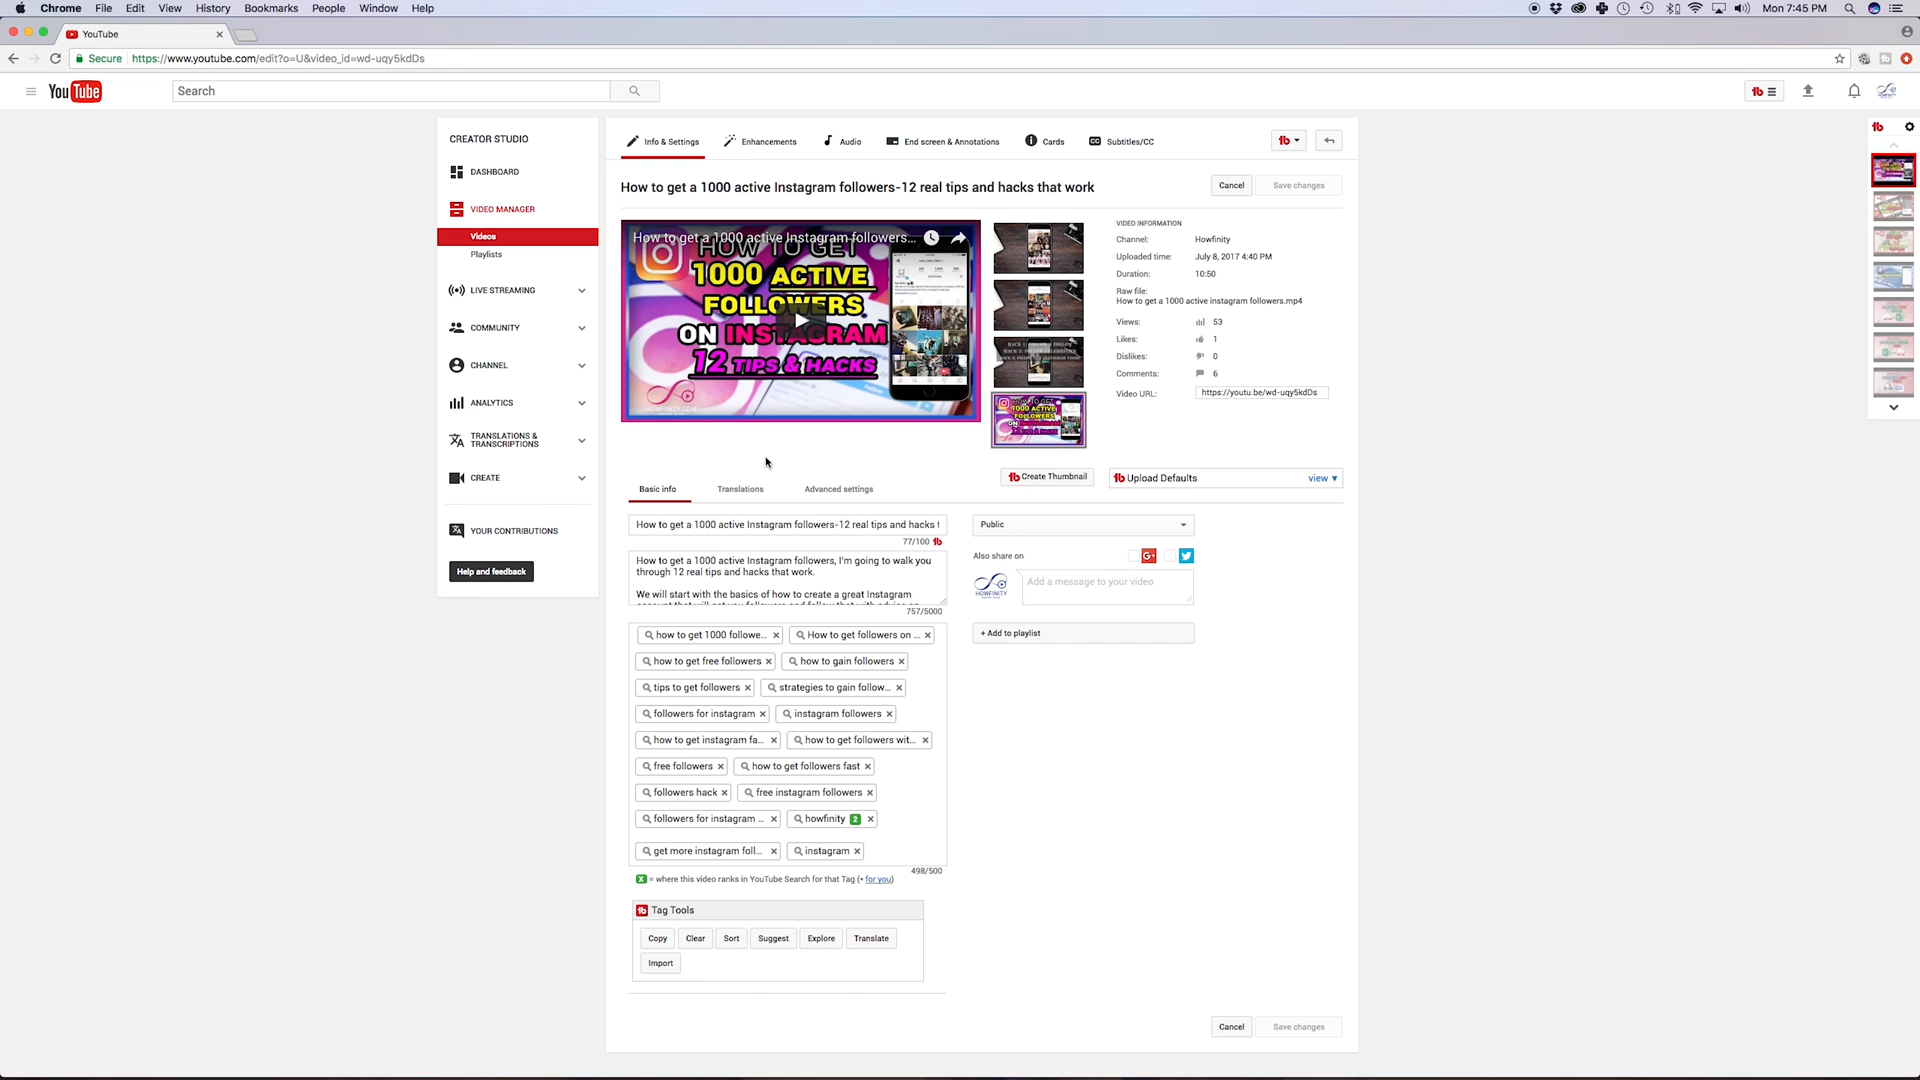 Chrome File Edit View History Bookmarks People Window Help
Mon 7:45 PM
YouTube
Secure https://www.youtube.com/edit?o=U&video_id=wd-uqy5kdDs
YouTube
Search
tb
CREATOR STUDIO
DASHBOARD
VIDEO MANAGER
Videos
Playlists
LIVE STREAMING
COMMUNITY
CHANNEL
ANALYTICS
TRANSLATIONS &
TRANSCRIPTIONS
CREATE
YOUR CONTRIBUTIONS
Help and feedback
Info & Settings Enhancements Audio End screen & Annotations Cards CC Subtitles/CC
tb
How to get a 1000 active Instagram followers-12 real tips and hacks that work
Cancel Save changes
How to get a 1000 active Instagram followers...
HOW TO GET
1000 ACTIVE
FOLLOWERS
ON INSTAGRAM
12 TIPS & HACKS
HOWFINITY.COM
VIDEO INFORMATION
Channel: Howfinity
Uploaded time: July 8, 2017 4:40 PM
Duration: 10:50
Raw file:
How to get a 1000 active instagram followers.mp4
Views: 53
Likes: 1
Dislikes: 0
Comments: 6
Video URL: https://youtu.be/wd-uqy5kdDs
tb Create Thumbnail
tb Upload Defaults view
Basic info Translations Advanced settings
How to get a 1000 active Instagram followers-12 real tips and hacks t
77/100 tb
How to get a 1000 active Instagram followers, I'm going to walk you
through 12 real tips and hacks that work.
We will start with the basics of how to create a great Instagram
757/5000
how to get 1000 followe... How to get followers on ...
how to get free followers how to gain followers
tips to get followers strategies to gain follow...
followers for instagram instagram followers
how to get instagram fa... how to get followers wit...
free followers how to get followers fast
followers hack free instagram followers
followers for instagram ... howfinity 2
get more instagram foll... instagram
498/500
X = where this video ranks in YouTube Search for that Tag (• for you)
tb Tag Tools
Copy Clear Sort Suggest Explore Translate
Import
Public
Also share on G+
HOWFINITY
Add a message to your video
+ Add to playlist
Cancel Save changes
tb